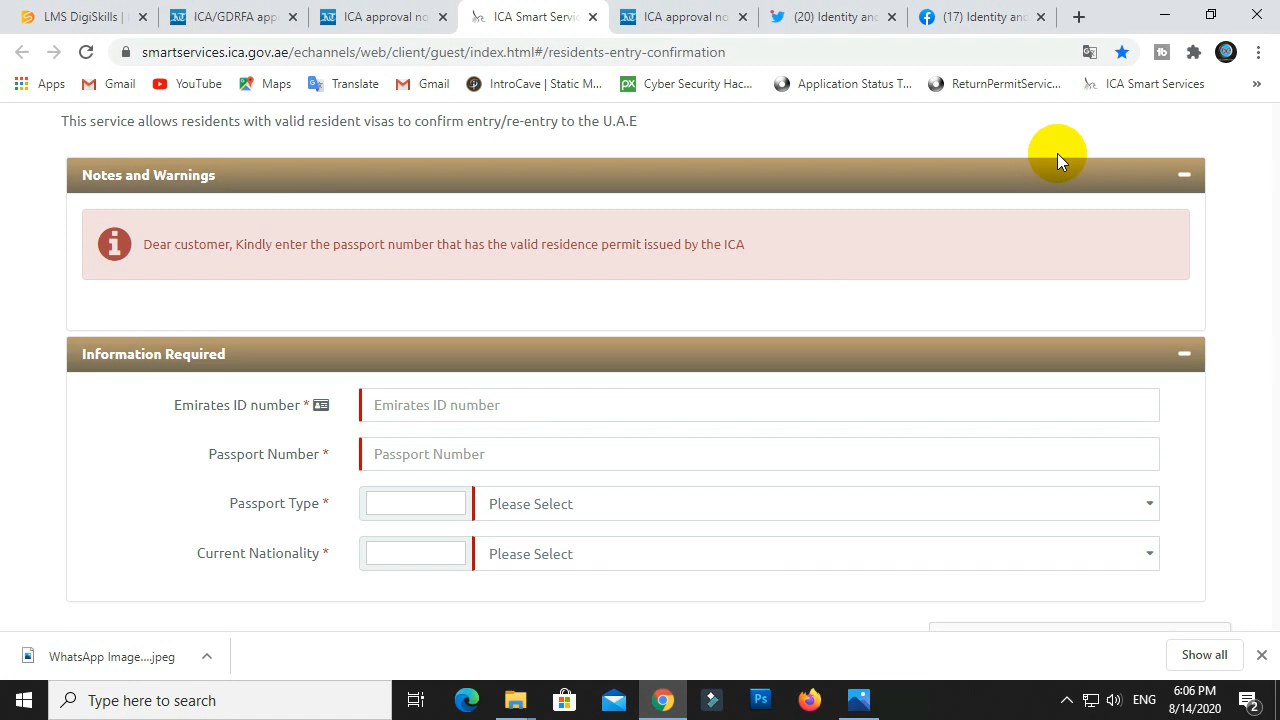 LMS DigiSkills |
ICA/GDRFA app
ICA approval no
ICA Smart Servic
ICA approval no
(20) Identity an
(17) Identity an
smartservices.ica.gov.ae/echannels/web/client/guest/index.html#/residents-entry-confirmation
Apps
Gmail
YouTube
Maps
Translate
Gmail
IntroCave | Static M...
Cyber Security Hac...
Application Status T...
ReturnPermitServic...
ICA Smart Services
»
This service allows residents with valid resident visas to confirm entry/re-entry to the U.A.E
Notes and Warnings
Dear customer, Kindly enter the passport number that has the valid residence permit issued by the ICA
Information Required
Emirates ID number *
Emirates ID number
Passport Number *
Passport Number
Passport Type *
Please Select
Current Nationality *
Please Select
WhatsApp Image....jpeg
Show all
Type here to search
Ps
ENG
6:06 PM
8/14/2020
2